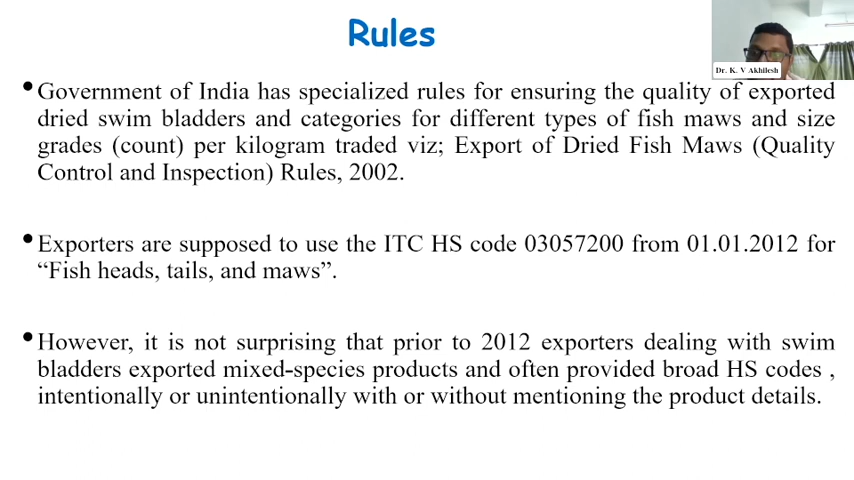 Rules
Dr. K. V Akhilesh
• Government of India has specialized rules for ensuring the quality of exported
dried swim bladders and categories for different types of fish maws and size
grades (count) per kilogram traded viz; Export of Dried Fish Maws (Quality
Control and Inspection) Rules, 2002.
• Exporters are supposed to use the ITC HS code 03057200 from 01.01.2012 for
“Fish heads, tails, and maws”.
• However, it is not surprising that prior to 2012 exporters dealing with swim
bladders exported mixed-species products and often provided broad HS codes ,
intentionally or unintentionally with or without mentioning the product details.